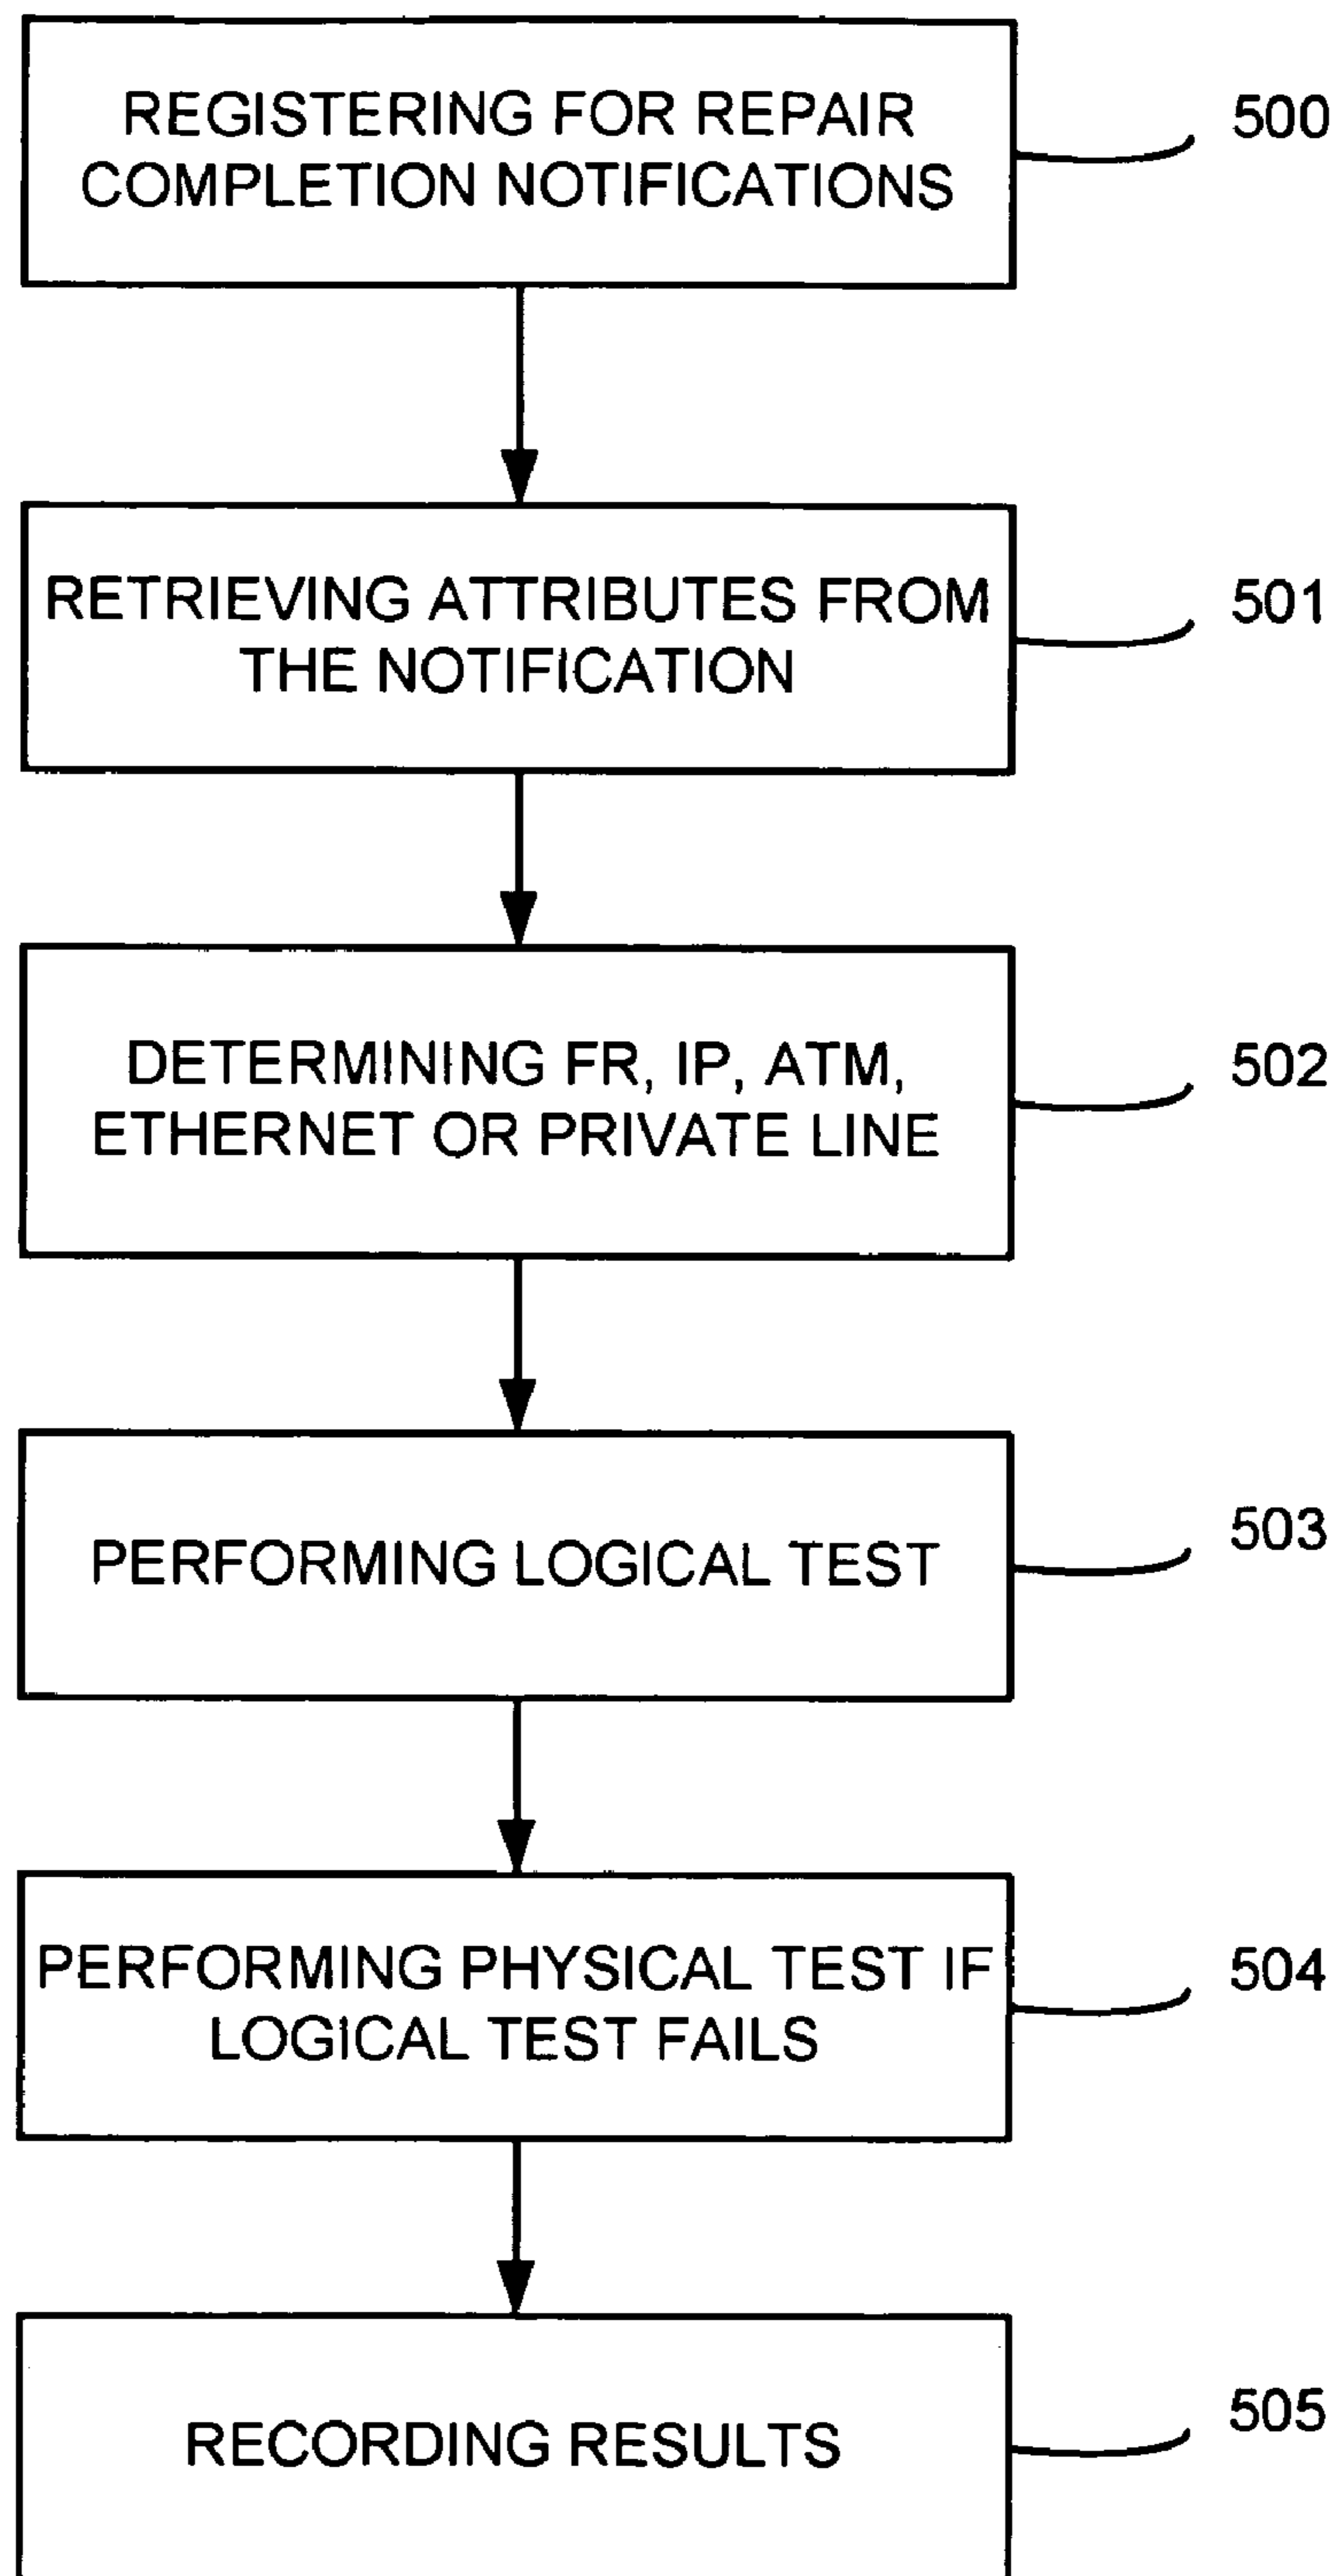 REGISTERING FOR REPAIR
COMPLETION NOTIFICATIONS
500
RETRIEVING ATTRIBUTES FROM
THE NOTIFICATION
501
DETERMINING FR, IP, ATM,
ETHERNET OR PRIVATE LINE
502
PERFORMING LOGICAL TEST
503
PERFORMING PHYSICAL TEST IF
LOGICAL TEST FAILS
504
RECORDING RESULTS
505